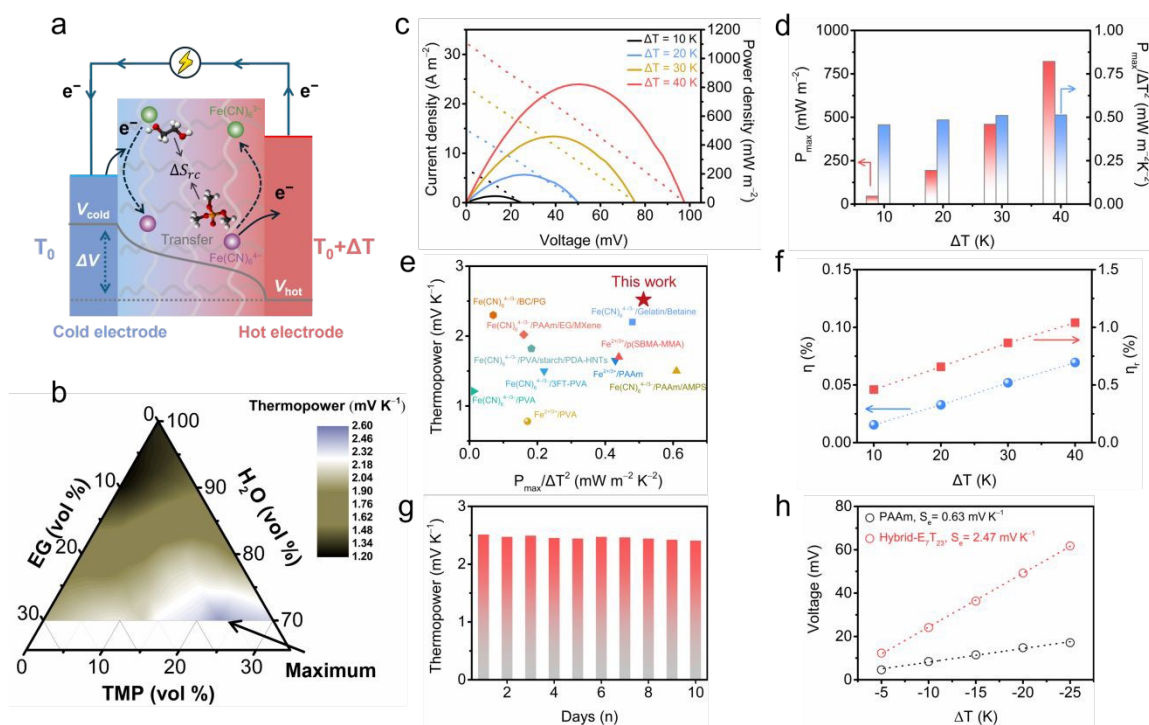 a
e⁻
e⁻
Fe(CN)₆³⁻
e⁻
ΔS_rc
e⁻
V_cold
T₀
Transfer
T₀+ΔT
ΔV
Fe(CN)₆⁴⁻
V_hot
Cold electrode
Hot electrode
b
Thermopower (mV K⁻¹)
2.60
2.46
2.32
2.18
2.04
1.90
1.76
1.62
1.48
1.34
1.20
0
100
10
90
20
80
30
70
EG (vol %)
H₂O (vol %)
0
10
20
30
Maximum
TMP (vol %)
c
Current density (A m⁻²)
0
10
20
30
ΔT = 10 K
ΔT = 20 K
ΔT = 30 K
ΔT = 40 K
0
200
400
600
800
1000
1200
Power density (mW m⁻²)
0
20
40
60
80
100
Voltage (mV)
d
P_max (mW m⁻²)
0
250
500
750
1000
0.00
0.25
0.50
0.75
1.00
P_max/ΔT² (mW m⁻²K⁻²)
10
20
30
40
ΔT (K)
e
Thermopower (mV K⁻¹)
3
2
1
0
This work
Fe(CN)₆⁴⁻/³⁻/BC/PG
Fe(CN)₆⁴⁻/³⁻/Gelatin/Betaine
Fe(CN)₆⁴⁻/³⁻/PAAm/EG/MXene
Fe²⁺/³⁺/p(SBMA-MMA)
Fe(CN)₆⁴⁻/³⁻/PVA/starch/PDA-HNTs
Fe(CN)₆⁴⁻/³⁻/3FT-PVA
Fe²⁺/³⁺/PAAm
Fe(CN)₆⁴⁻/³⁻/PAAm/AMPS
Fe(CN)₆⁴⁻/³⁻/PVA
Fe²⁺/³⁺/PVA
0.0
0.2
0.4
0.6
P_max/ΔT² (mW m⁻² K⁻²)
f
η (%)
0.00
0.05
0.10
0.15
0.0
0.5
1.0
1.5
η_r (%)
10
20
30
40
ΔT (K)
g
Thermopower (mV K⁻¹)
0
1
2
3
2
4
6
8
10
Days (n)
h
Voltage (mV)
0
20
40
60
80
PAAm, S_e= 0.63 mV K⁻¹
Hybrid-E₇T₂₃, S_e= 2.47 mV K⁻¹
-5
-10
-15
-20
-25
ΔT (K)